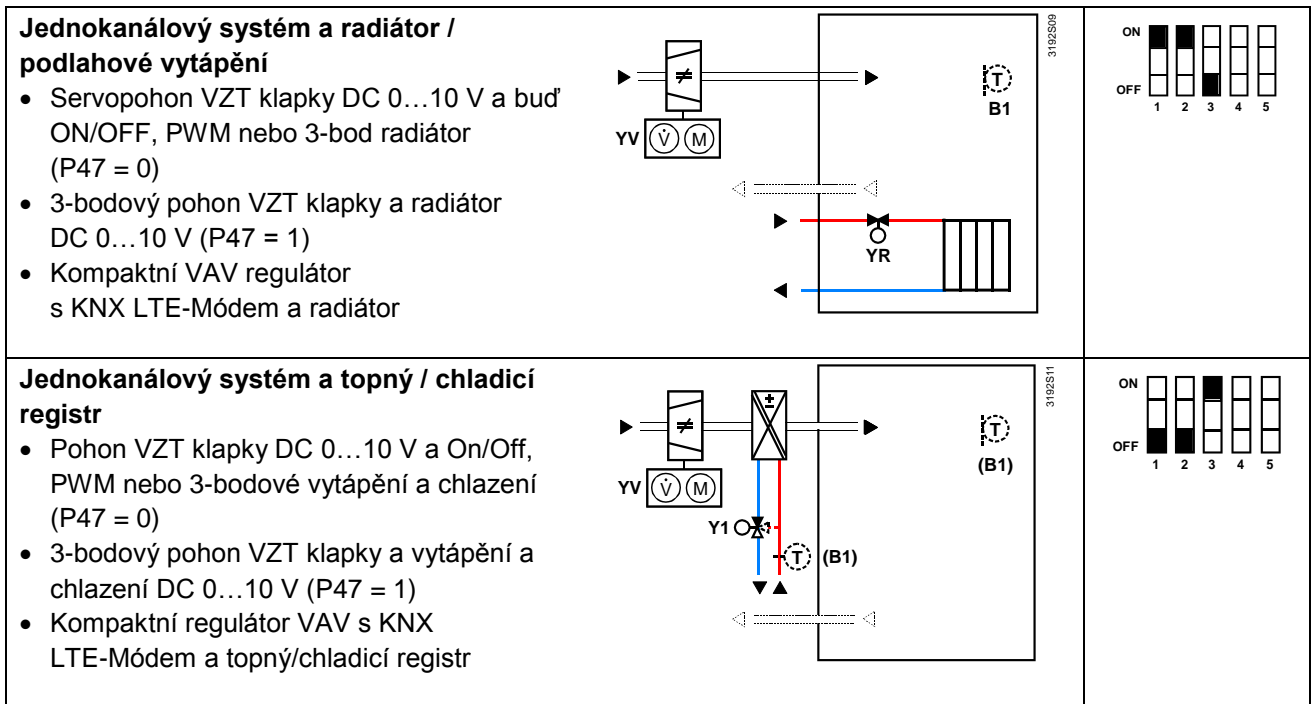 Jednokanálový systém a radiátor /
podlahové vytápění
• Servopohon VZT klapky DC 0…10 V a buď
ON/OFF, PWM nebo 3-bod radiátor
(P47 = 0)
• 3-bodový pohon VZT klapky a radiátor
DC 0…10 V (P47 = 1)
• Kompaktní VAV regulátor
s KNX LTE-Módem a radiátor
YV
V̇ M
T
B1
YR
3192S09
ON
OFF
1 2 3 4 5
Jednokanálový systém a topný / chladicí
registr
• Pohon VZT klapky DC 0…10 V a On/Off,
PWM nebo 3-bodové vytápění a chlazení
(P47 = 0)
• 3-bodový pohon VZT klapky a vytápění a
chlazení DC 0…10 V (P47 = 1)
• Kompaktní regulátor VAV s KNX
LTE-Módem a topný/chladicí registr
YV
V̇ M
Y1
T (B1)
T
(B1)
3192S11
ON
OFF
1 2 3 4 5